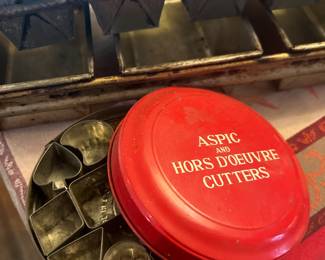 ASPIC
AND
HORS D'OEUVRE
CUTTERS